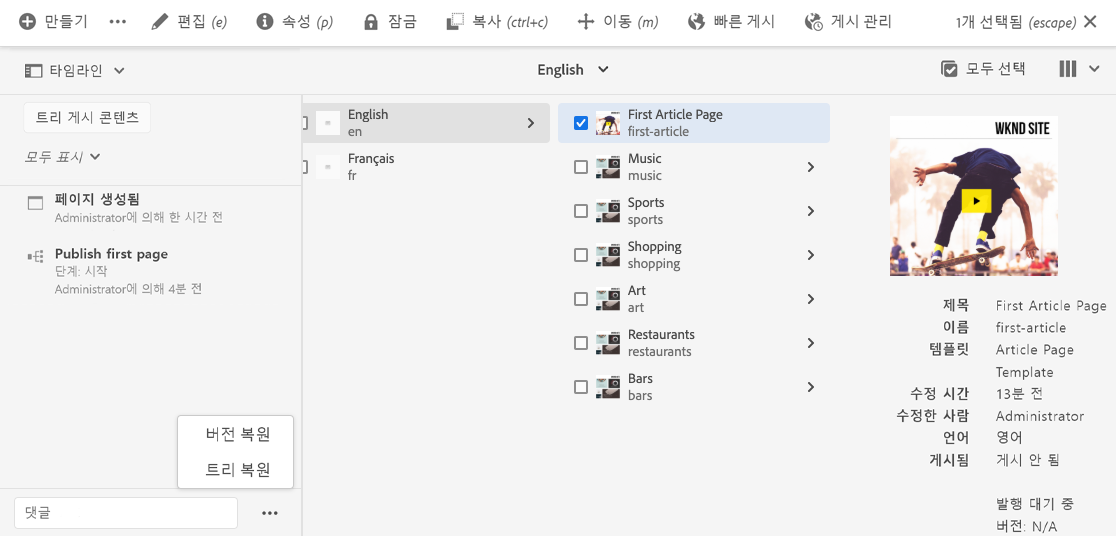 만들기
편집 (e)
속성 (p)
잠금
복사 (ctrl+c)
이동 (m)
빠른 게시
게시 관리
1개 선택됨 (escape)
타임라인
English
모두 선택
트리 게시 콘텐츠
모두 표시
페이지 생성됨
Administrator에 의해 한 시간 전
Publish first page
단계: 시작
Administrator에 의해 4분 전
버전 복원
트리 복원
댓글
English
en
Français
fr
First Article Page
first-article
Music
music
Sports
sports
Shopping
shopping
Art
art
Restaurants
restaurants
Bars
bars
WKND SITE
제목 First Article Page
이름 first-article
템플릿 Article Page
Template
수정 시간 13분 전
수정한 사람 Administrator
언어 영어
게시됨 게시 안 됨
발행 대기 중
버전: N/A